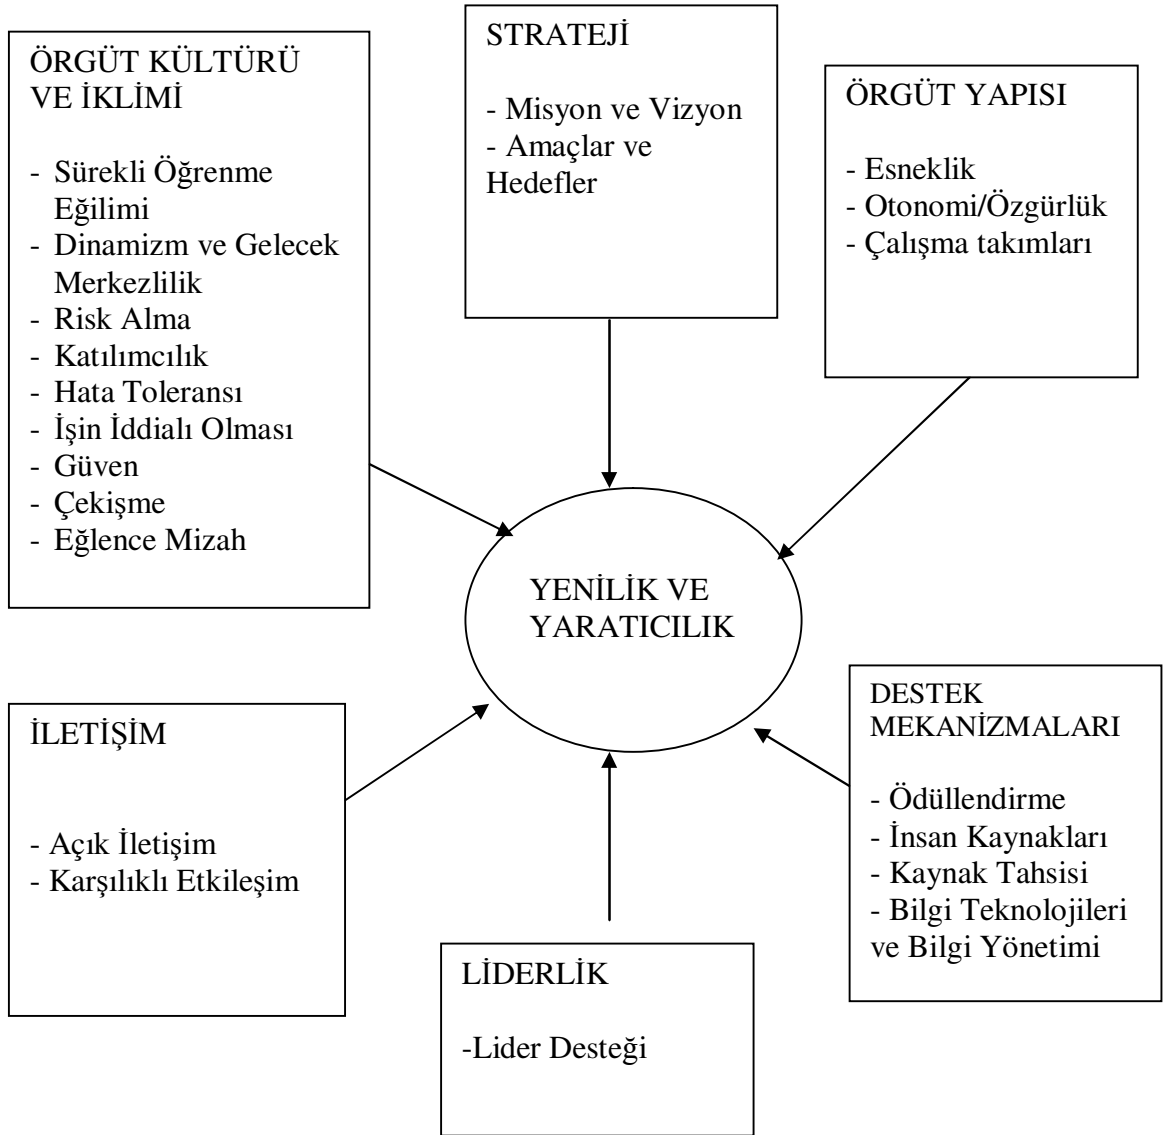 ÖRGÜT KÜLTÜRÜ
VE İKLİMİ
- Sürekli Öğrenme
Eğilimi
- Dinamizm ve Gelecek
Merkezlilik
- Risk Alma
- Katılımcılık
- Hata Toleransı
- İşin İddialı Olması
- Güven
- Çekişme
- Eğlence Mizah
STRATEJİ
- Misyon ve Vizyon
- Amaçlar ve
Hedefler
ÖRGÜT YAPISI
- Esneklik
- Otonomi/Özgürlük
- Çalışma takımları
YENİLİK VE
YARATICILIK
İLETİŞİM
- Açık İletişim
- Karşılıklı Etkileşim
LİDERLİK
-Lider Desteği
DESTEK
MEKANİZMALARI
- Ödüllendirme
- İnsan Kaynakları
- Kaynak Tahsisi
- Bilgi Teknolojileri
ve Bilgi Yönetimi